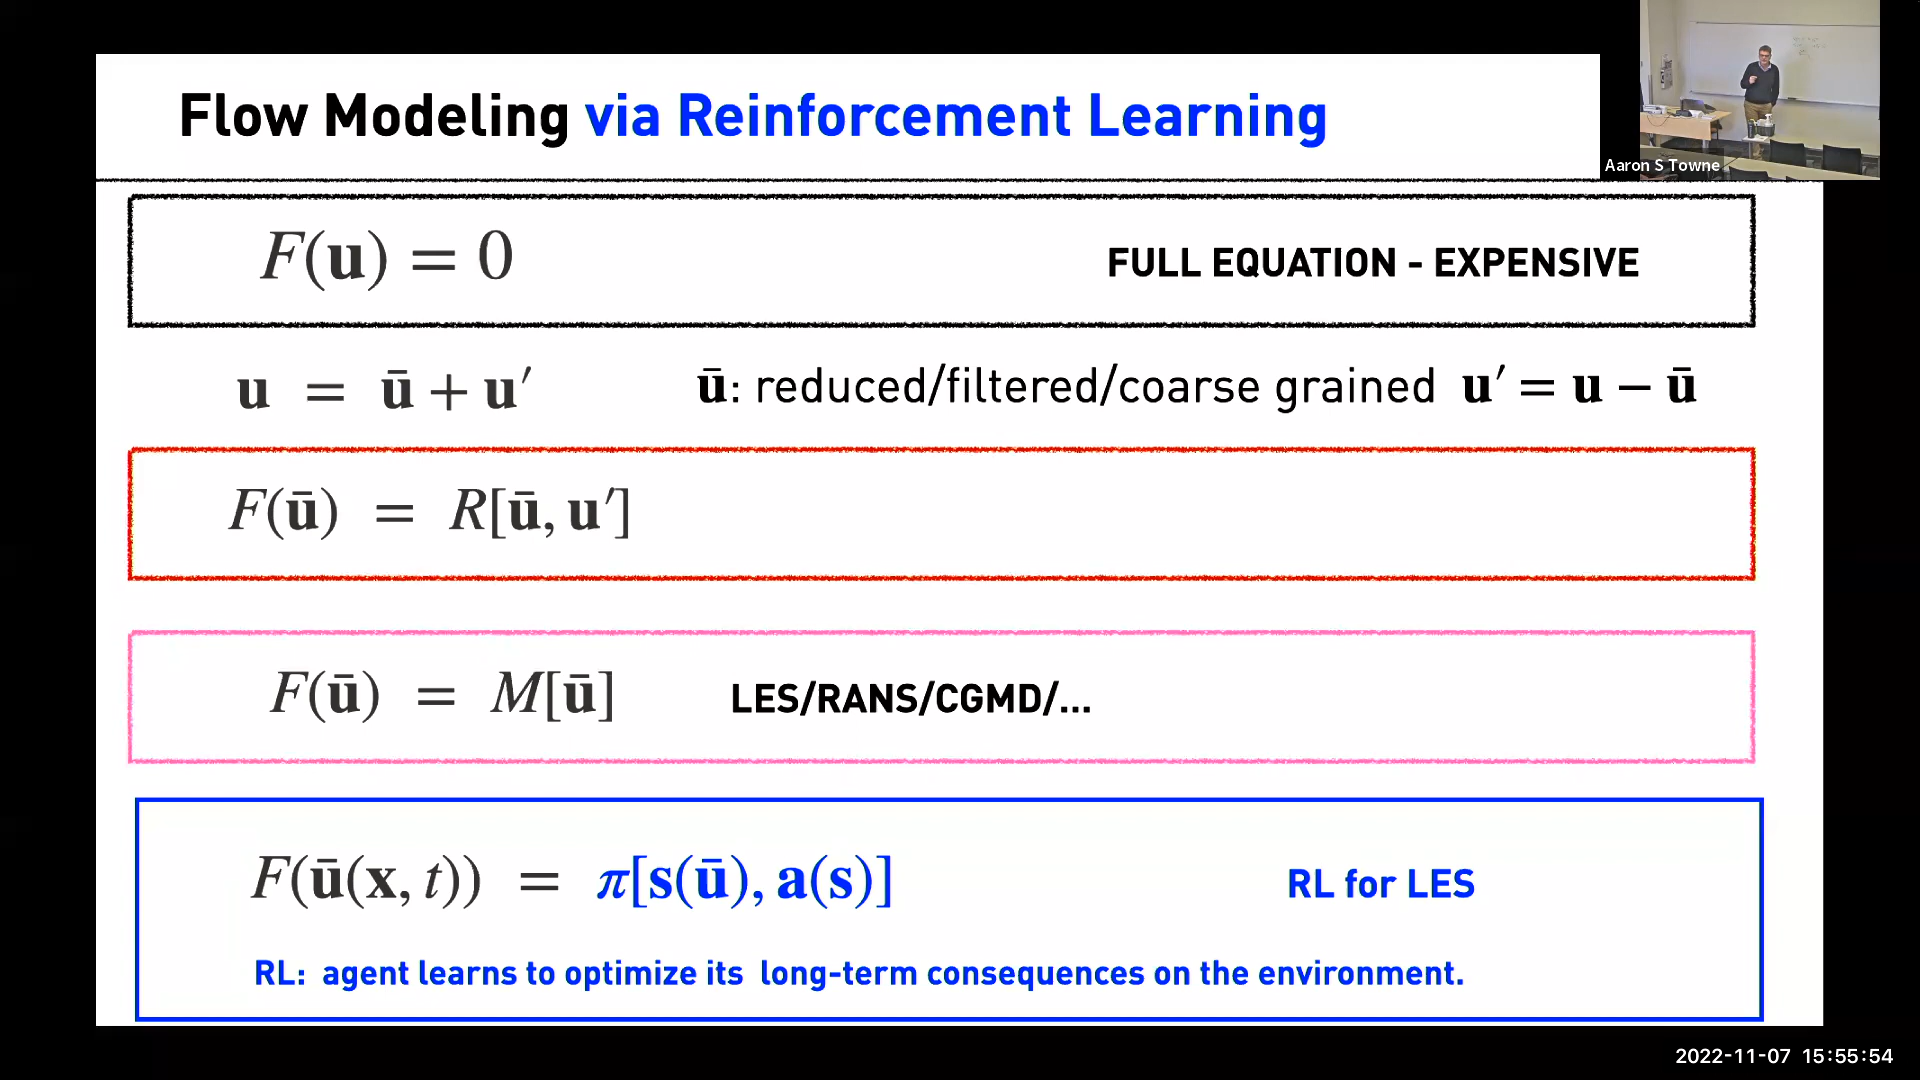 Flow Modeling via Reinforcement Learning
Aaron S Towne
F(u) = 0 FULL EQUATION - EXPENSIVE
u = ū + u′ ū: reduced/filtered/coarse grained u′ = u − ū
F(ū) = R[ū, u′]
F(ū) = M[ū] LES/RANS/CGMD/...
F(ū(x, t)) = π[s(ū), a(s)] RL for LES
RL: agent learns to optimize its long-term consequences on the environment.
2022-11-07 15:55:54